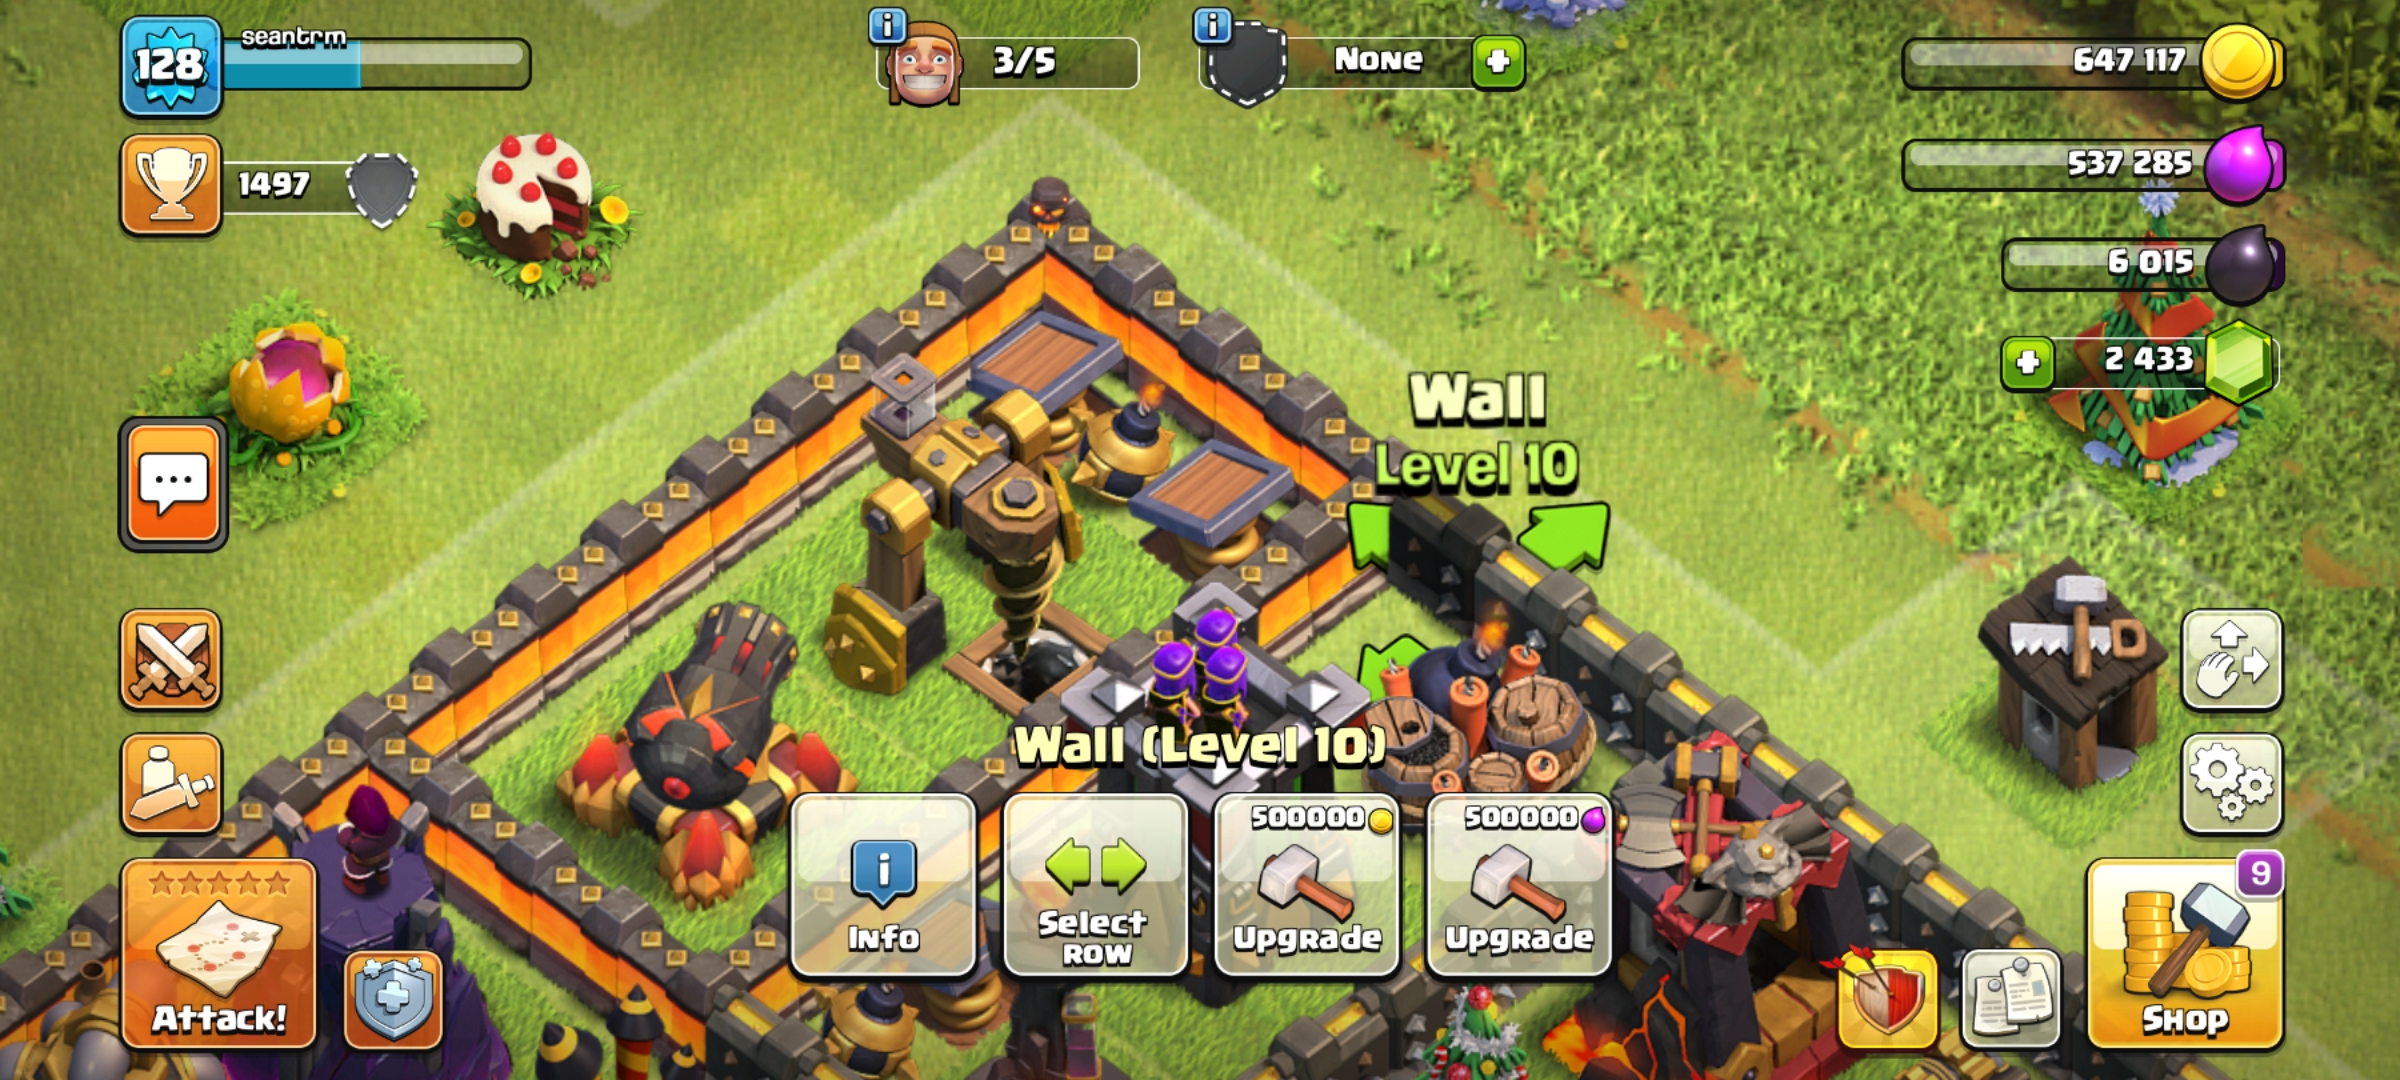 128
seantrm
3/5
None
647 117
1497
537 285
6 015
2 433
Wall
Level 10
Wall (Level 10)
500000
500000
Info
Select
Row
Upgrade
Upgrade
Attack!
9
Shop